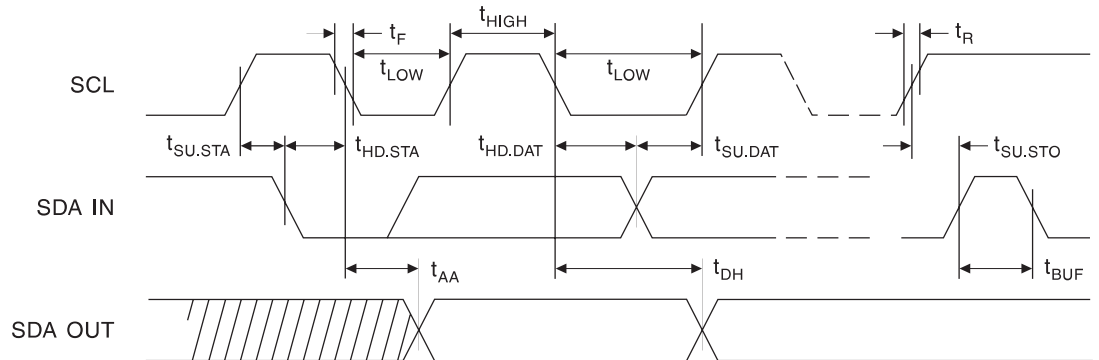 tHIGH
tF
tR
tLOW
tLOW
SCL
tSU.STA
tHD.STA
tHD.DAT
tSU.DAT
tSU.STO
SDA IN
tAA
tDH
tBUF
SDA OUT